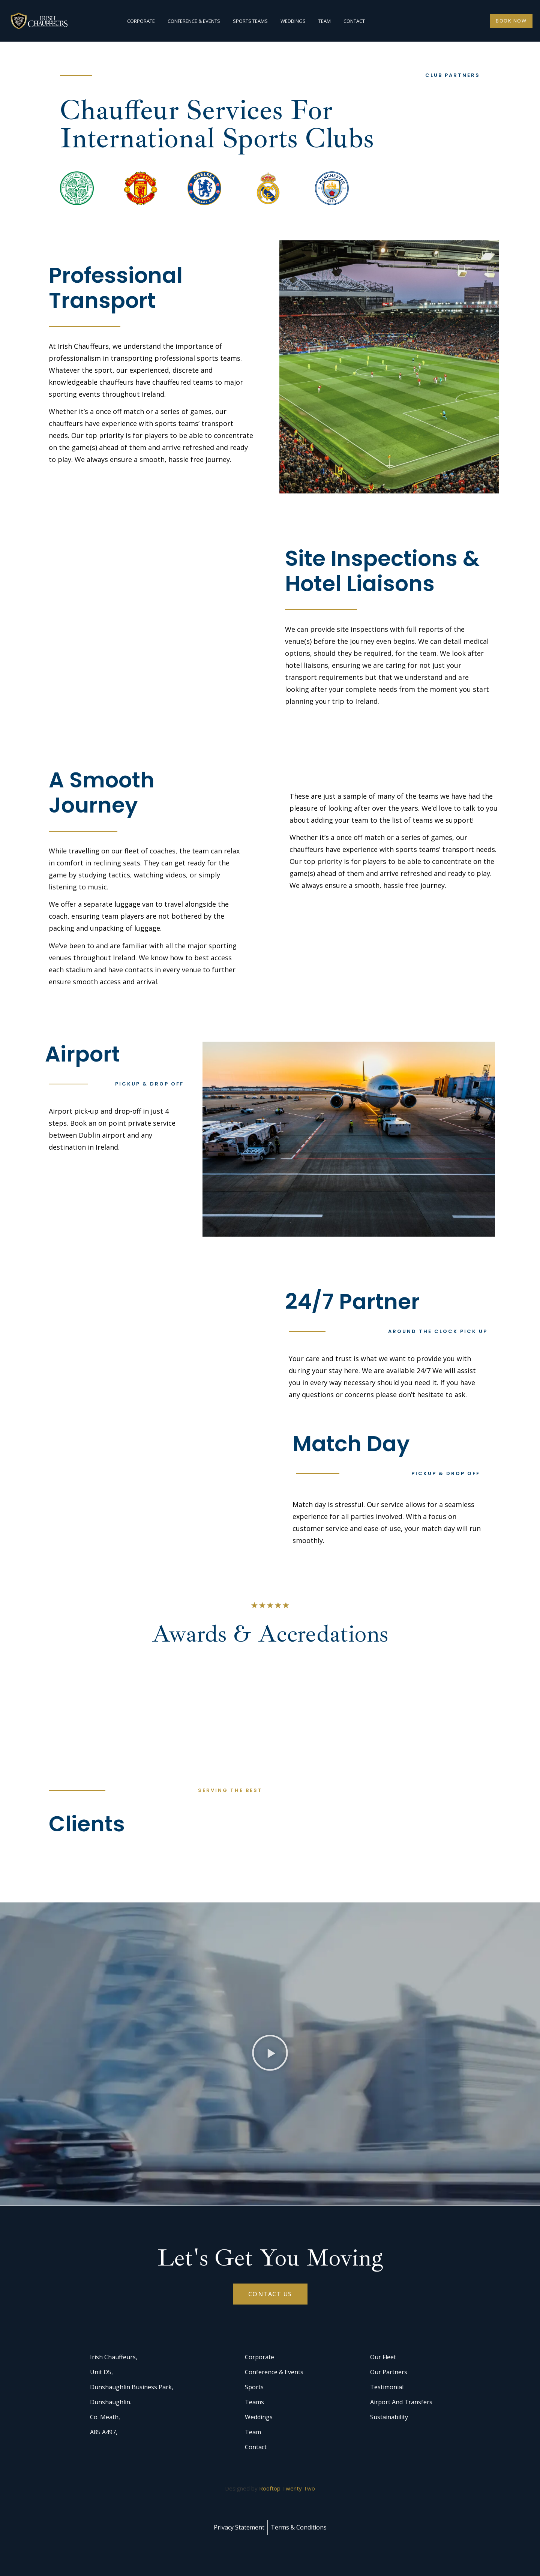 IRISH
CHAUFFEURS
CORPORATE
CONFERENCE & EVENTS
SPORTS TEAMS
WEDDINGS
TEAM
CONTACT
BOOK NOW
CLUB PARTNERS
Chauffeur Services For
International Sports Clubs
CHELSEA
MANCHESTER
CITY
Professional
Transport
At Irish Chauffeurs, we understand the importance of
professionalism in transporting professional sports teams.
Whatever the sport, our experienced, discrete and
knowledgeable chauffeurs have chauffeured teams to major
sporting events throughout Ireland.
Whether it's a once off match or a series of games, our
chauffeurs have experience with sports teams' transport
needs. Our top priority is for players to be able to concentrate
on the game(s) ahead of them and arrive refreshed and ready
to play. We always ensure a smooth, hassle free journey.
Site Inspections &
Hotel Liaisons
We can provide site inspections with full reports of the
venue(s) before the journey even begins. We can detail medical
options, should they be required, for the team. We look after
hotel liaisons, ensuring we are caring for not just your
transport requirements but that we understand and are
looking after your complete needs from the moment you start
planning your trip to Ireland.
A Smooth
Journey
While travelling on our fleet of coaches, the team can relax
in comfort in reclining seats. They can get ready for the
game by studying tactics, watching videos, or simply
listening to music.
We offer a separate luggage van to travel alongside the
coach, ensuring team players are not bothered by the
packing and unpacking of luggage.
We've been to and are familiar with all the major sporting
venues throughout Ireland. We know how to best access
each stadium and have contacts in every venue to further
ensure smooth access and arrival.
These are just a sample of many of the teams we have had the
pleasure of looking after over the years. We'd love to talk to you
about adding your team to the list of teams we support!
Whether it's a once off match or a series of games, our
chauffeurs have experience with sports teams' transport needs.
Our top priority is for players to be able to concentrate on the
game(s) ahead of them and arrive refreshed and ready to play.
We always ensure a smooth, hassle free journey.
Airport
PICKUP & DROP OFF
Airport pick-up and drop-off in just 4
steps. Book an on point private service
between Dublin airport and any
destination in Ireland.
24/7 Partner
AROUND THE CLOCK PICK UP
Your care and trust is what we want to provide you with
during your stay here. We are available 24/7 We will assist
you in every way necessary should you need it. If you have
any questions or concerns please don't hesitate to ask.
Match Day
PICKUP & DROP OFF
Match day is stressful. Our service allows for a seamless
experience for all parties involved. With a focus on
customer service and ease-of-use, your match day will run
smoothly.
Awards & Accredations
SERVING THE BEST
Clients
Let's Get You Moving
CONTACT US
Irish Chauffeurs,
Unit D5,
Dunshaughlin Business Park,
Dunshaughlin.
Co. Meath,
A85 A497,
Corporate
Conference & Events
Sports
Teams
Weddings
Team
Contact
Our Fleet
Our Partners
Testimonial
Airport And Transfers
Sustainability
Designed by Rooftop Twenty Two
Privacy Statement
Terms & Conditions